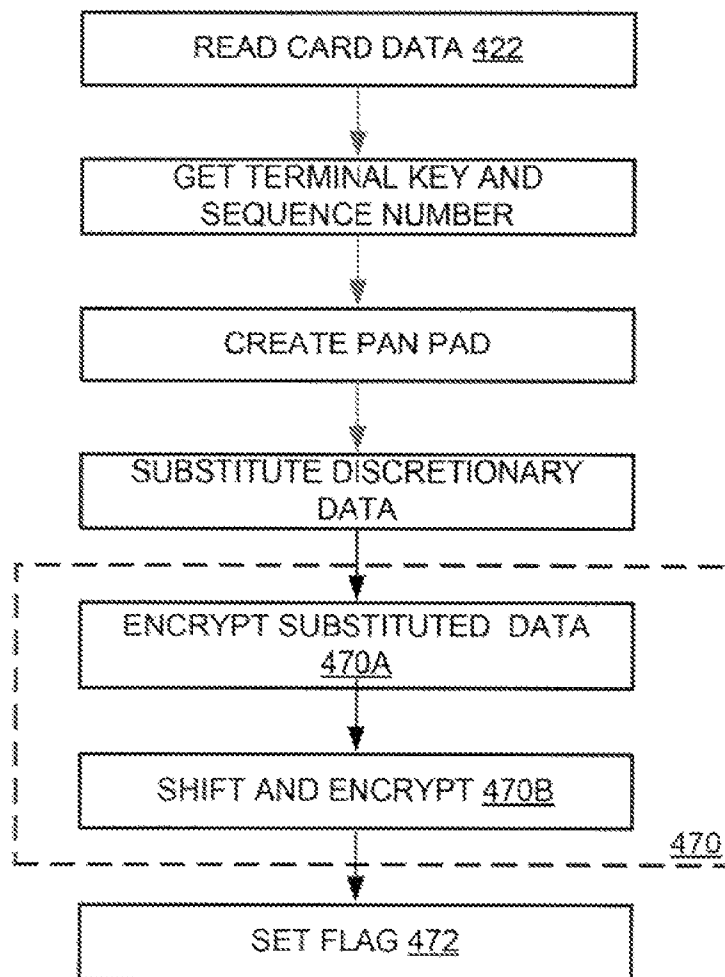 READ CARD DATA 422
GET TERMINAL KEY AND
SEQUENCE NUMBER
CREATE PAN PAD
SUBSTITUTE DISCRETIONARY
DATA
ENCRYPT SUBSTITUTED DATA
470A
SHIFT AND ENCRYPT 470B
470
SET FLAG 472